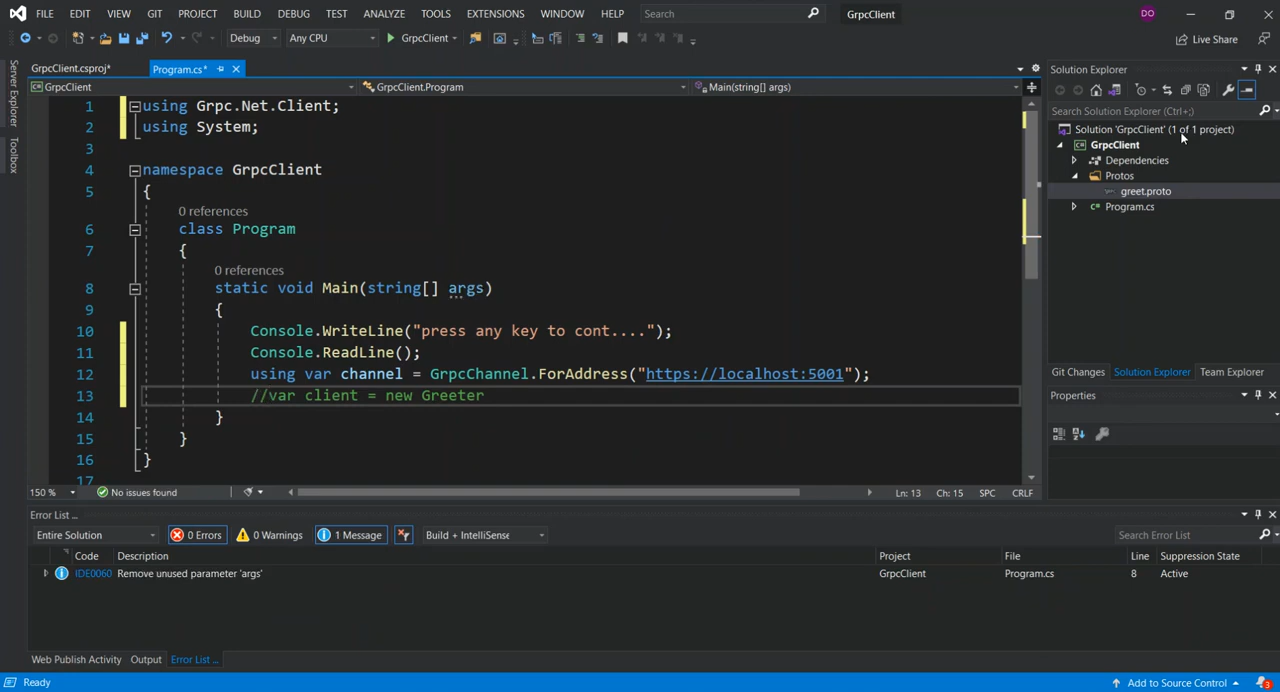 FILE EDIT VIEW GIT PROJECT BUILD DEBUG TEST ANALYZE TOOLS EXTENSIONS WINDOW HELP Search GrpcClient DO
Debug Any CPU GrpcClient Live Share
Server Explorer
Toolbox
GrpcClient.csproj* Program.cs*
GrpcClient GrpcClient.Program Main(string[] args)
1 using Grpc.Net.Client;
2 using System;
3
4 namespace GrpcClient
5 {
0 references
6 class Program
7 {
0 references
8 static void Main(string[] args)
9 {
10 Console.WriteLine("press any key to cont....");
11 Console.ReadLine();
12 using var channel = GrpcChannel.ForAddress("https://localhost:5001");
13 //var client = new Greeter
14 }
15 }
16 }
17
150 % No issues found Ln: 13 Ch: 15 SPC CRLF
Solution Explorer
Search Solution Explorer (Ctrl+;)
Solution 'GrpcClient' (1 of 1 project)
GrpcClient
Dependencies
Protos
greet.proto
Program.cs
Git Changes Solution Explorer Team Explorer
Properties
Error List ...
Entire Solution 0 Errors 0 Warnings 1 Message Build + IntelliSense Search Error List
Code Description Project File Line Suppression State
IDE0060 Remove unused parameter 'args' GrpcClient Program.cs 8 Active
Web Publish Activity Output Error List ...
Ready Add to Source Control 3